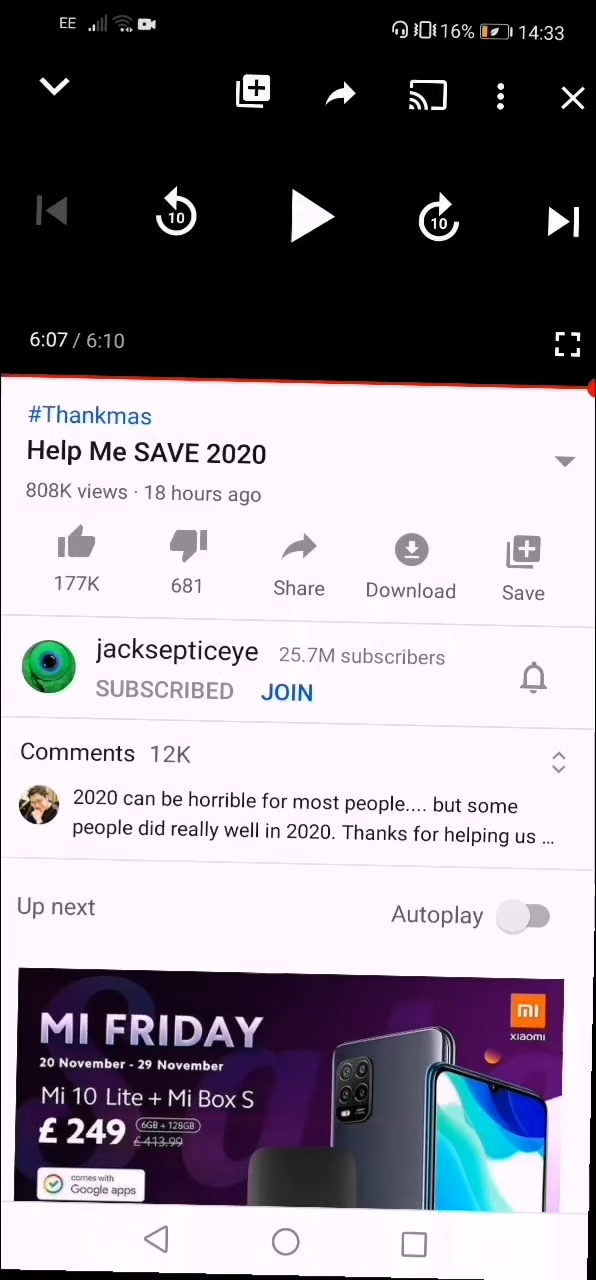 EE 16% 14:33
10 10
6:07 / 6:10
#Thankmas
Help Me SAVE 2020
808K views · 18 hours ago
177K 681 Share Download Save
jacksepticeye 25.7M subscribers
SUBSCRIBED JOIN
Comments 12K
2020 can be horrible for most people.... but some
people did really well in 2020. Thanks for helping us ...
Up next Autoplay
mi
XIAOMI
MI FRIDAY
20 November - 29 November
Mi 10 Lite + Mi Box S
£ 249 6GB + 128GB
£ 413.99
comes with
Google apps